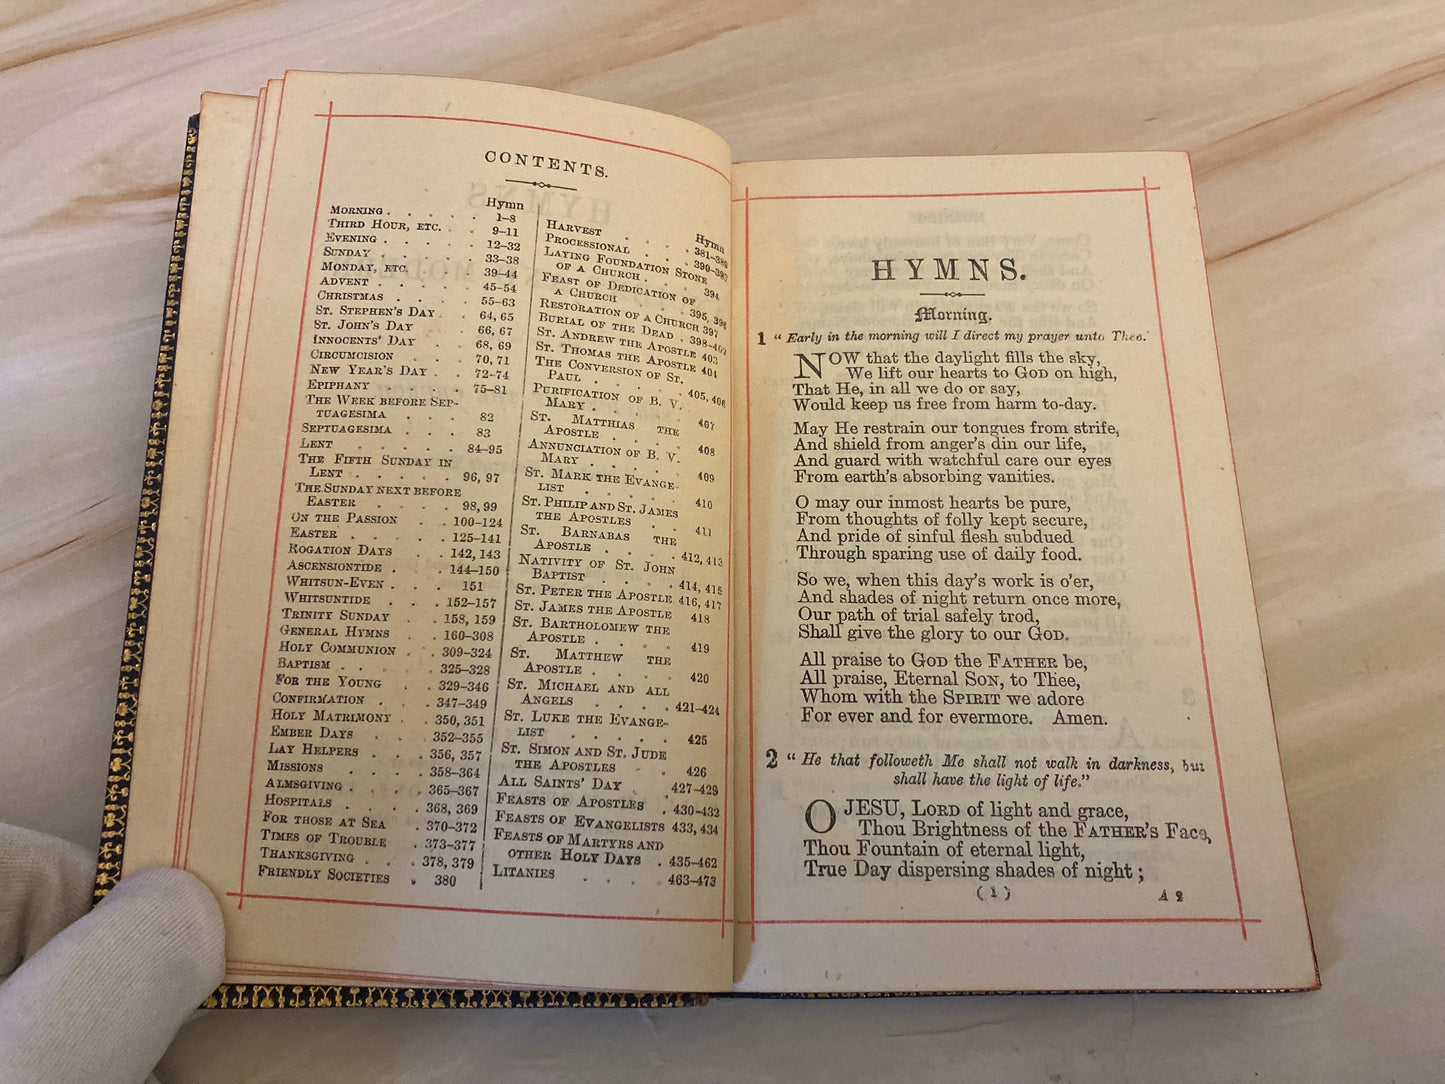 CONTENTS.
Hymn
MORNING . . . . . 1–8
THIRD HOUR, ETC. . . 9–11
EVENING . . . . . 12–32
SUNDAY . . . . . 33–38
MONDAY, ETC. . . . 39–44
ADVENT . . . . . 45–54
CHRISTMAS . . . . 55–63
ST. STEPHEN'S DAY . . 64, 65
ST. JOHN'S DAY . . 66, 67
INNOCENTS' DAY . . 68, 69
CIRCUMCISION . . . 70, 71
NEW YEAR'S DAY . . . 72–74
EPIPHANY . . . . 75–81
THE WEEK BEFORE SEP-
TUAGESIMA . . . 82
SEPTUAGESIMA . . . 83
LENT . . . . . 84–95
THE FIFTH SUNDAY IN
LENT . . . . . 96, 97
THE SUNDAY NEXT BEFORE
EASTER . . . . 98, 99
ON THE PASSION . . 100–124
EASTER . . . . . 125–141
ROGATION DAYS . . 142, 143
ASCENSIONTIDE . . . 144–150
WHITSUN-EVEN . . . 151
WHITSUNTIDE . . . 152–157
TRINITY SUNDAY . . 158, 159
GENERAL HYMNS . . 160–308
HOLY COMMUNION . . 309–324
BAPTISM . . . . 325–328
FOR THE YOUNG . . 329–346
CONFIRMATION . . . 347–349
HOLY MATRIMONY . . 350, 351
EMBER DAYS . . . 352–355
LAY HELPERS . . . 356, 357
MISSIONS . . . . 358–364
ALMSGIVING . . . . 365–367
HOSPITALS . . . . 368, 369
FOR THOSE AT SEA . 370–372
TIMES OF TROUBLE . 373–377
THANKSGIVING . . . 378, 379
FRIENDLY SOCIETIES . 380
Hymn
HARVEST . . . . 381–389
PROCESSIONAL . . . 390–393
LAYING FOUNDATION STONE
OF A CHURCH . . . 394
FEAST OF DEDICATION OF
A CHURCH . . . 395, 396
RESTORATION OF A CHURCH 397
BURIAL OF THE DEAD . 398–402
ST. ANDREW THE APOSTLE 403
ST. THOMAS THE APOSTLE 404
THE CONVERSION OF ST.
PAUL . . . . . 405, 406
PURIFICATION OF B. V.
MARY . . . . . 407
ST. MATTHIAS THE
APOSTLE . . . . 408
ANNUNCIATION OF B. V.
MARY . . . . . 409
ST. MARK THE EVANGE-
LIST . . . . . 410
ST. PHILIP AND ST. JAMES
THE APOSTLES . . 411
ST. BARNABAS THE
APOSTLE . . . . 412, 413
NATIVITY OF ST. JOHN
BAPTIST . . . . 414, 415
ST. PETER THE APOSTLE 416, 417
ST. JAMES THE APOSTLE 418
ST. BARTHOLOMEW THE
APOSTLE . . . . 419
ST. MATTHEW THE
APOSTLE . . . . 420
ST. MICHAEL AND ALL
ANGELS . . . . 421–424
ST. LUKE THE EVANGE-
LIST . . . . . 425
ST. SIMON AND ST. JUDE
THE APOSTLES . . 426
ALL SAINTS' DAY . . 427–429
FEASTS OF APOSTLES . 430–432
FEASTS OF EVANGELISTS 433, 434
FEASTS OF MARTYRS AND
OTHER HOLY DAYS . 435–462
LITANIES . . . . 463–473
HYMNS.
Morning.
1 "Early in the morning will I direct my prayer unto Thee."
NOW that the daylight fills the sky,
We lift our hearts to GOD on high,
That He, in all we do or say,
Would keep us free from harm to-day.
May He restrain our tongues from strife,
And shield from anger's din our life,
And guard with watchful care our eyes
From earth's absorbing vanities.
O may our inmost hearts be pure,
From thoughts of folly kept secure,
And pride of sinful flesh subdued
Through sparing use of daily food.
So we, when this day's work is o'er,
And shades of night return once more,
Our path of trial safely trod,
Shall give the glory to our GOD.
All praise to GOD the FATHER be,
All praise, Eternal SON, to Thee,
Whom with the SPIRIT we adore
For ever and for evermore. Amen.
2 "He that followeth Me shall not walk in darkness, but
shall have the light of life."
O JESU, LORD of light and grace,
Thou Brightness of the FATHER'S Face,
Thou Fountain of eternal light,
True Day dispersing shades of night;
(1) A 2